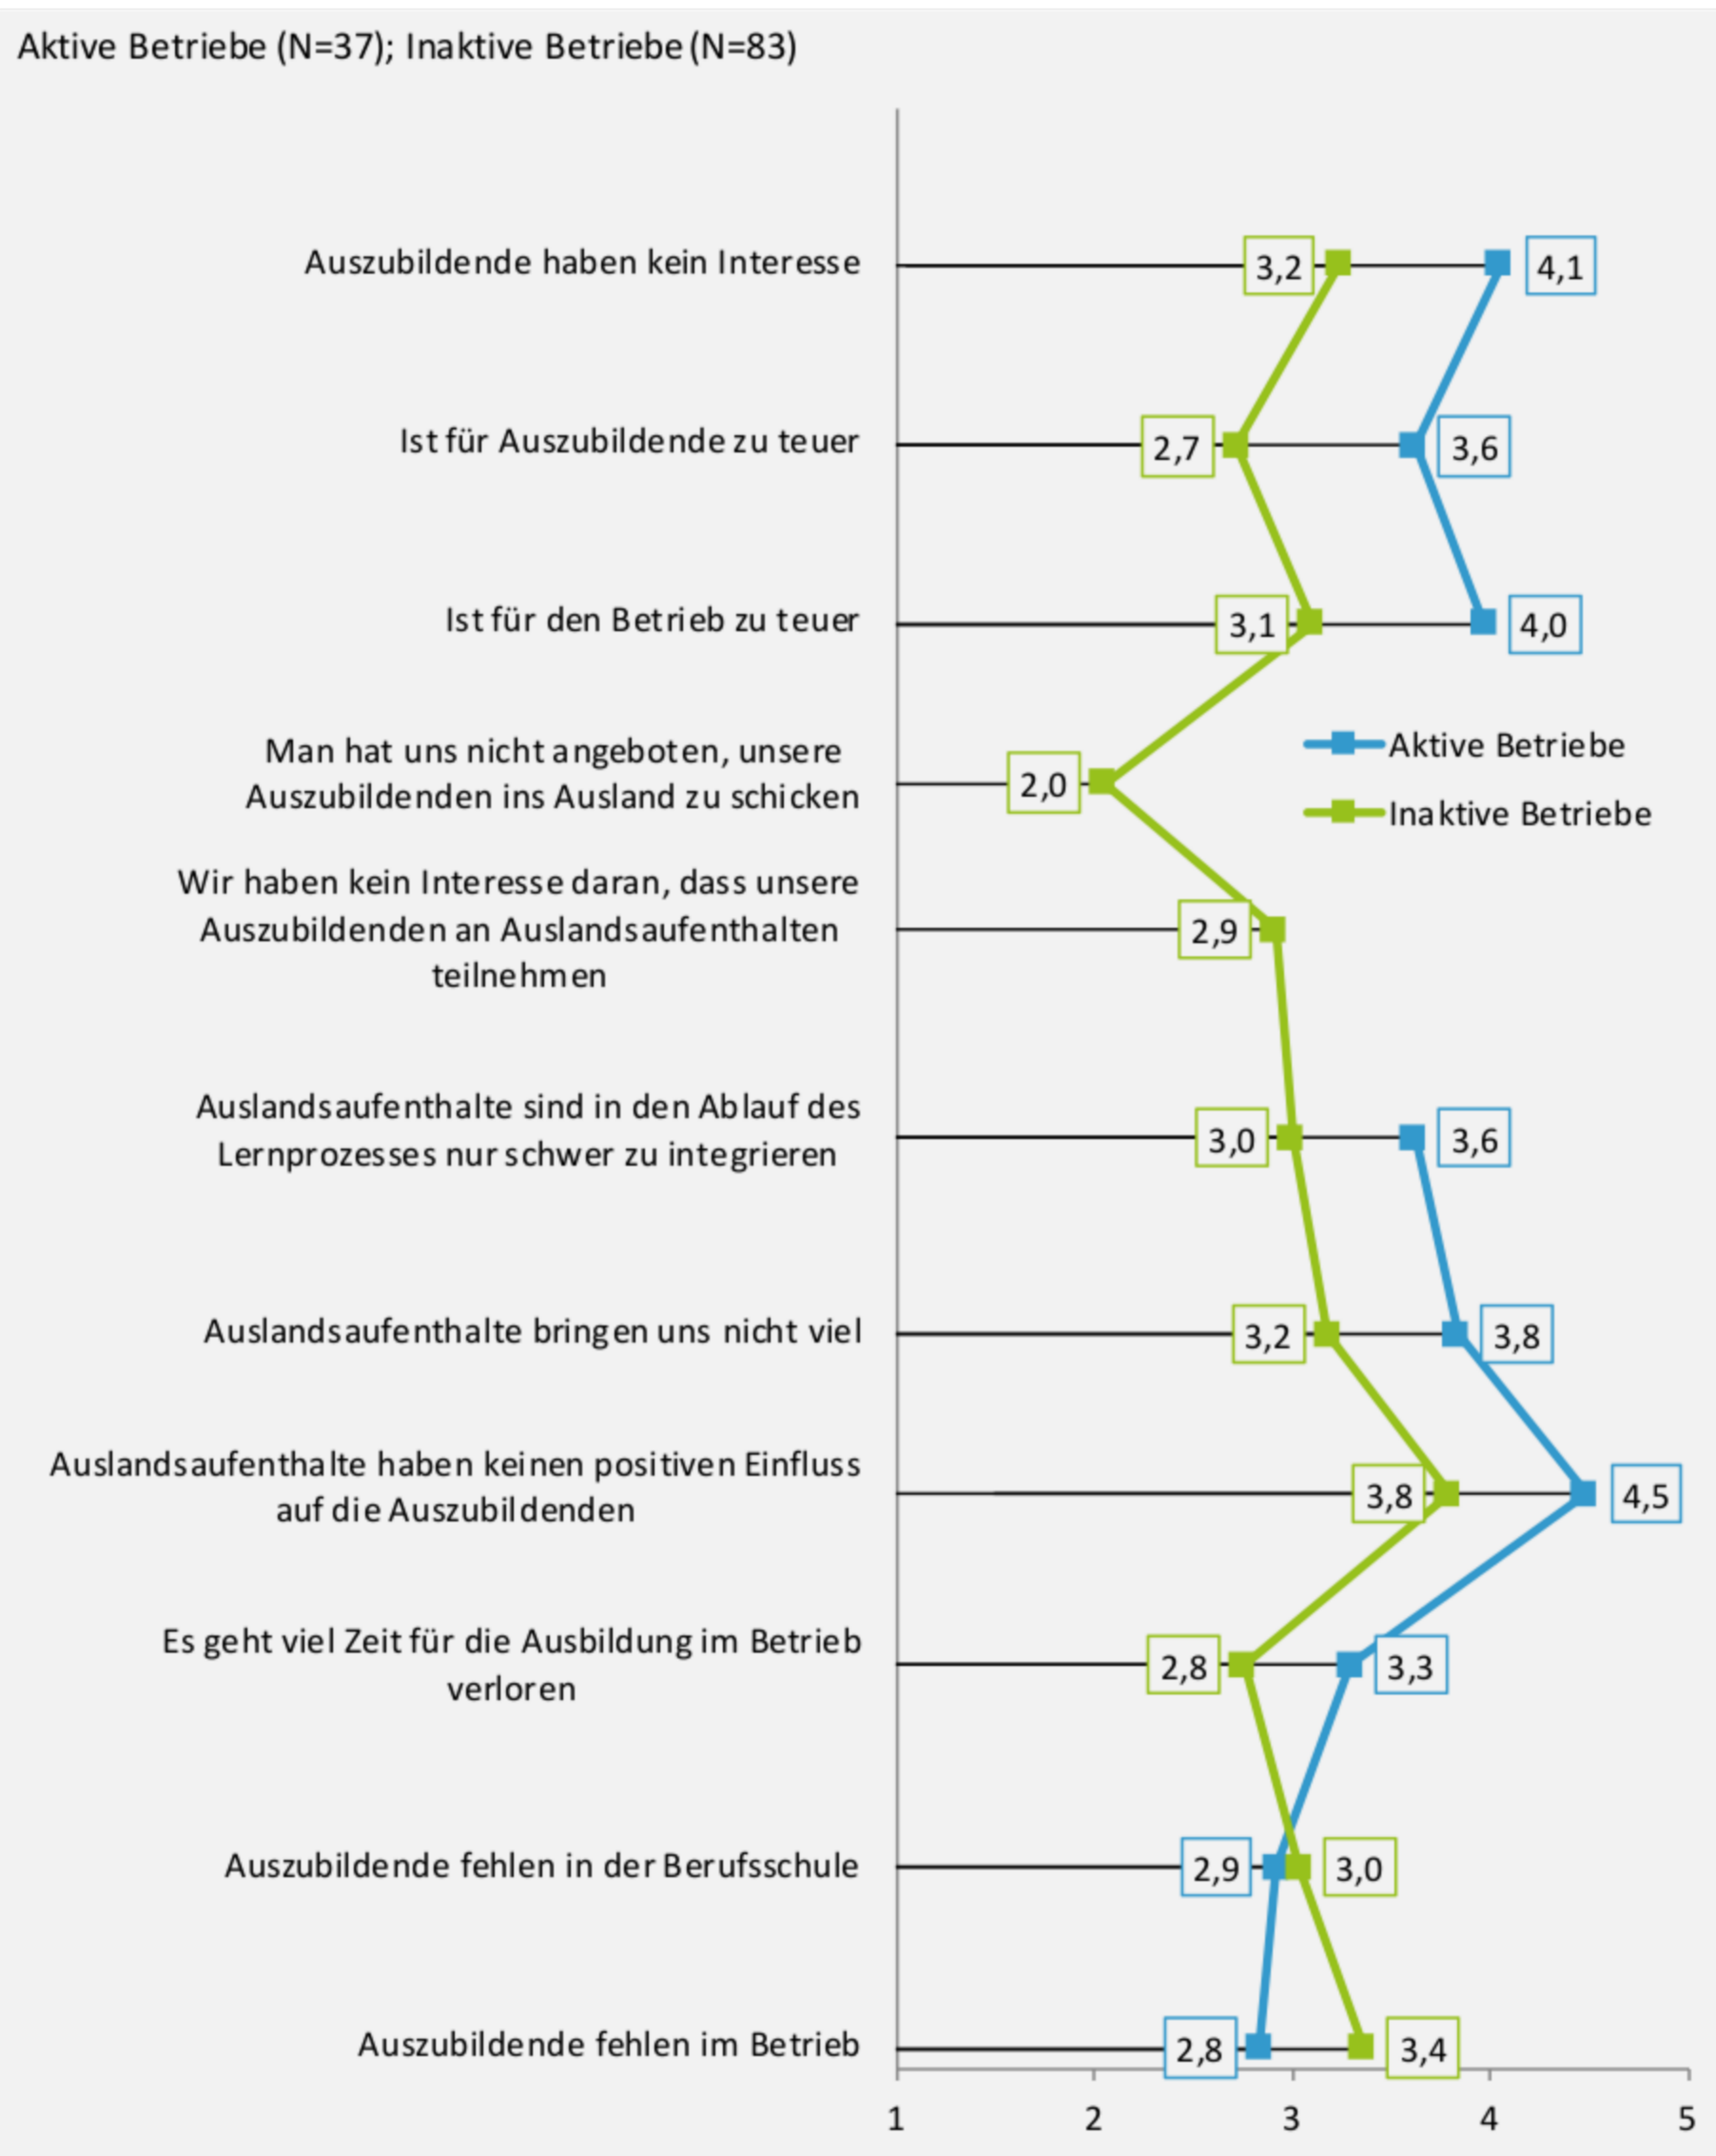 Aktive Betriebe (N=37); Inaktive Betriebe (N=83)
Auszubildende haben kein Interesse
3,2
4,1
Ist für Auszubildende zu teuer
2,7
3,6
Ist für den Betrieb zu teuer
3,1
4,0
Man hat uns nicht angeboten, unsere
Auszubildenden ins Ausland zu schicken
2,0
Aktive Betriebe
Inaktive Betriebe
Wir haben kein Interesse daran, dass unsere
Auszubildenden an Auslandsaufenthalten
teilnehmen
2,9
Auslandsaufenthalte sind in den Ablauf des
Lernprozesses nur schwer zu integrieren
3,0
3,6
Auslandsaufenthalte bringen uns nicht viel
3,2
3,8
Auslandsaufenthalte haben keinen positiven Einfluss
auf die Auszubildenden
3,8
4,5
Es geht viel Zeit für die Ausbildung im Betrieb
verloren
2,8
3,3
Auszubildende fehlen in der Berufsschule
2,9
3,0
Auszubildende fehlen im Betrieb
2,8
3,4
1 2 3 4 5